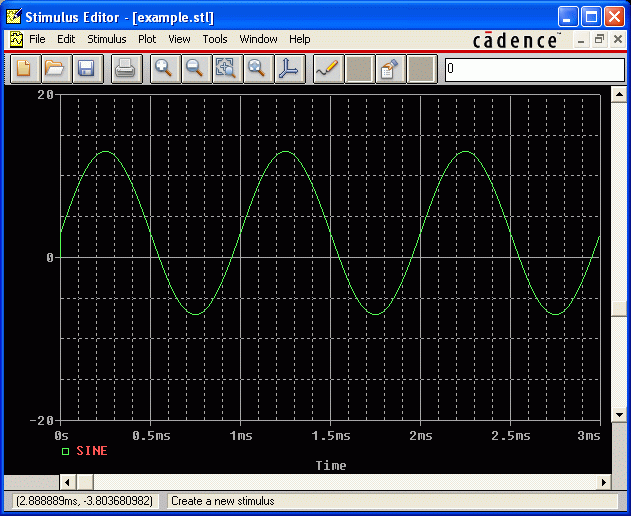 Stimulus Editor - [example.stl]
File Edit Stimulus Plot View Tools Window Help
cādence™
0
20
0
-20
0s 0.5ms 1ms 1.5ms 2ms 2.5ms 3ms
SINE
Time
(2.888889ms, -3.803680982) Create a new stimulus